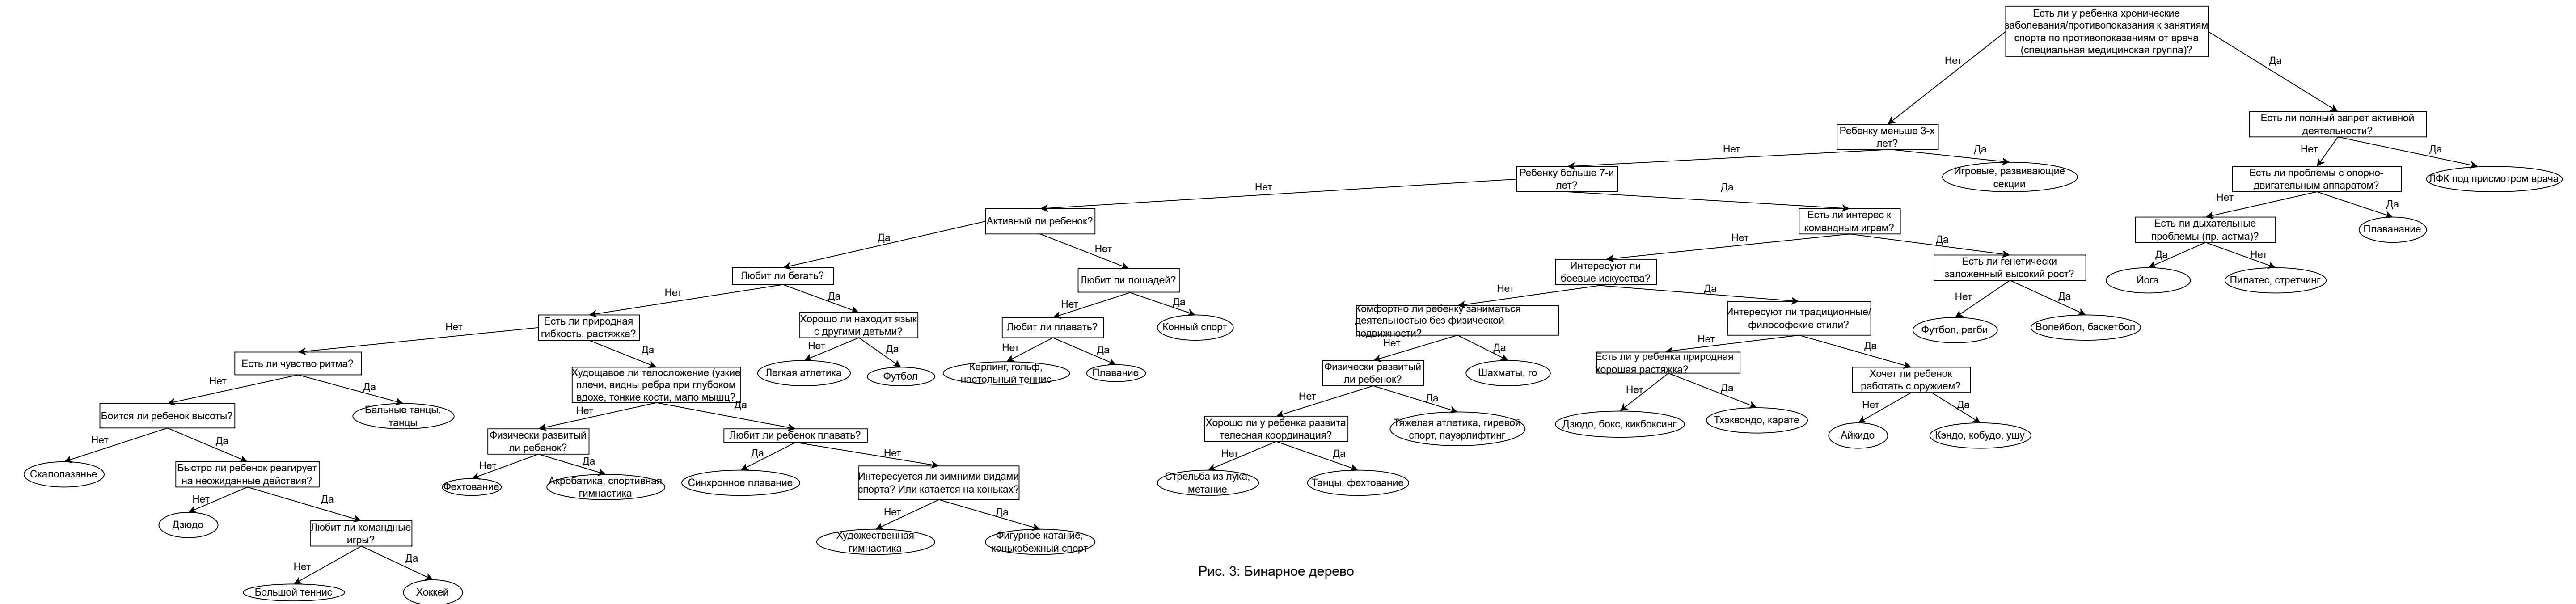 Есть ли у ребенка хронические
заболевания/противопоказания к занятиям
спорта по противопоказаниям от врача
(специальная медицинская группа)?
Нет
Да
Ребенку меньше 3-х
лет?
Есть ли полный запрет активной
деятельности?
Нет
Да
Нет
Да
Ребенку больше 7-и
лет?
Игровые, развивающие
секции
Есть ли проблемы с опорно-
двигательным аппаратом?
ЛФК под присмотром врача
Нет
Да
Нет
Да
Активный ли ребенок?
Есть ли интерес к
командным играм?
Есть ли дыхательные
проблемы (пр. астма)?
Плаванание
Да
Нет
Нет
Да
Да
Нет
Любит ли бегать?
Любит ли лошадей?
Интересуют ли
боевые искусства?
Есть ли генетически
заложенный высокий рост?
Йога
Пилатес, стретчинг
Нет
Да
Нет
Да
Нет
Да
Нет
Да
Есть ли природная
гибкость, растяжка?
Хорошо ли находит язык
с другими детьми?
Любит ли плавать?
Конный спорт
Комфортно ли ребенку заниматься
деятельностью без физической
подвижности?
Интересуют ли традиционные/
философские стили?
Футбол, регби
Волейбол, баскетбол
Нет
Да
Нет
Да
Нет
Да
Нет
Да
Нет
Да
Есть ли чувство ритма?
Худощавое ли телосложение (узкие
плечи, видны ребра при глубоком
вдохе, тонкие кости, мало мышц?
Легкая атлетика
Футбол
Керлинг, гольф,
настольный теннис
Плавание
Физически развитый
ли ребенок?
Шахматы, го
Есть ли у ребенка природная
хорошая растяжка?
Хочет ли ребенок
работать с оружием?
Нет
Да
Нет
Да
Нет
Да
Нет
Да
Нет
Да
Боится ли ребенок высоты?
Бальные танцы,
танцы
Физически развитый
ли ребенок?
Любит ли ребенок плавать?
Хорошо ли у ребенка развита
телесная координация?
Тяжелая атлетика, гиревой
спорт, пауэрлифтинг
Дзюдо, бокс, кикбоксинг
Тхэквондо, карате
Айкидо
Кэндо, кобудо, ушу
Нет
Да
Нет
Да
Да
Нет
Нет
Да
Скалолазанье
Быстро ли ребенок реагирует
на неожиданные действия?
Фехтование
Акробатика, спортивная
гимнастика
Синхронное плавание
Интересуется ли зимними видами
спорта? Или катается на коньках?
Стрельба из лука,
метание
Танцы, фехтование
Нет
Да
Нет
Да
Дзюдо
Любит ли командные
игры?
Художественная
гимнастика
Фигурное катание,
конькобежный спорт
Нет
Да
Большой теннис
Хоккей
Рис. 3: Бинарное дерево